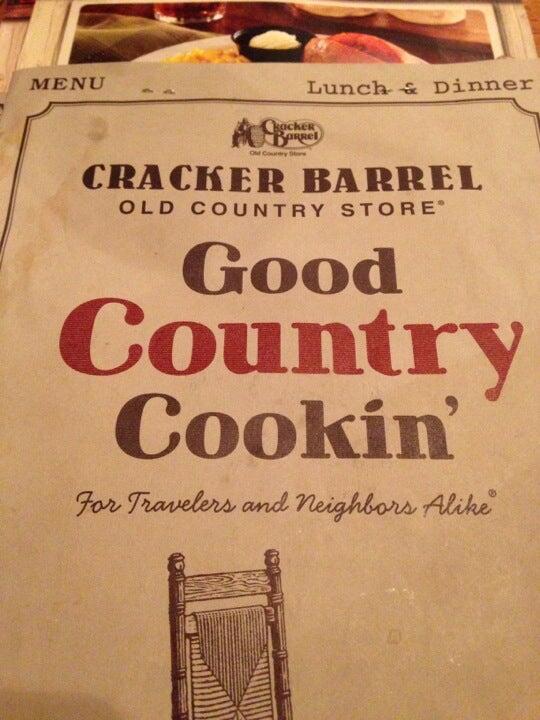 MENU
Lunch & Dinner
Cracker
Barrel
Old Country Store
CRACKER BARREL
OLD COUNTRY STORE®
Good
Country
Cookin'
For Travelers and Neighbors Alike®